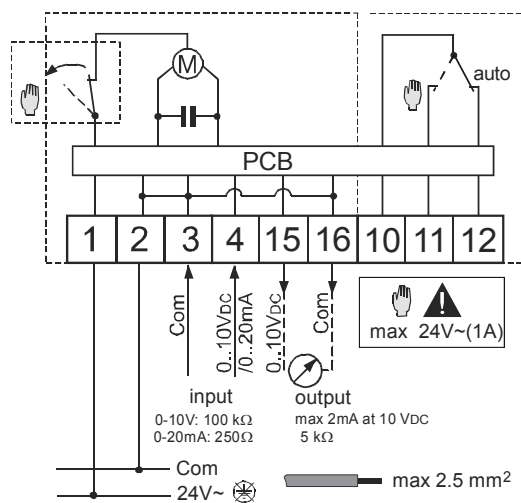 M
auto
PCB
1 2 3 4 15 16 10 11 12
Com
0..10VDC
/0..20mA
0..10VDC
Com
max 24V~(1A)
input
0-10V: 100 kΩ
0-20mA: 250Ω
output
max 2mA at 10 VDC
5 kΩ
Com
24V~
max 2.5 mm²